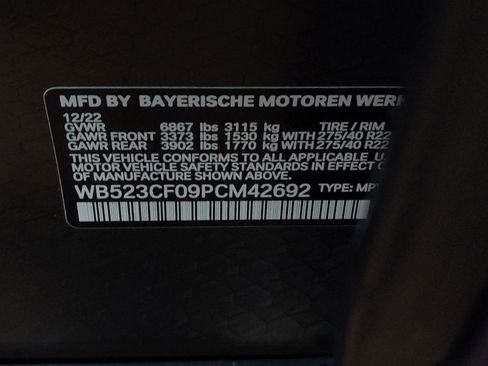 MFD BY BAYERISCHE MOTOREN WERK
12/22
GVWR 6867 lbs 3115 kg TIRE / RIM
GAWR FRONT 3373 lbs 1530 kg WITH 275/40 R22
GAWR REAR 3902 lbs 1770 kg WITH 275/40 R22
THIS VEHICLE CONFORMS TO ALL APPLICABLE
MOTOR VEHICLE SAFETY STANDARDS IN EFFECT
MANUFACTURE SHOWN ABOVE.
WB523CF09PCM42692 TYPE: MP